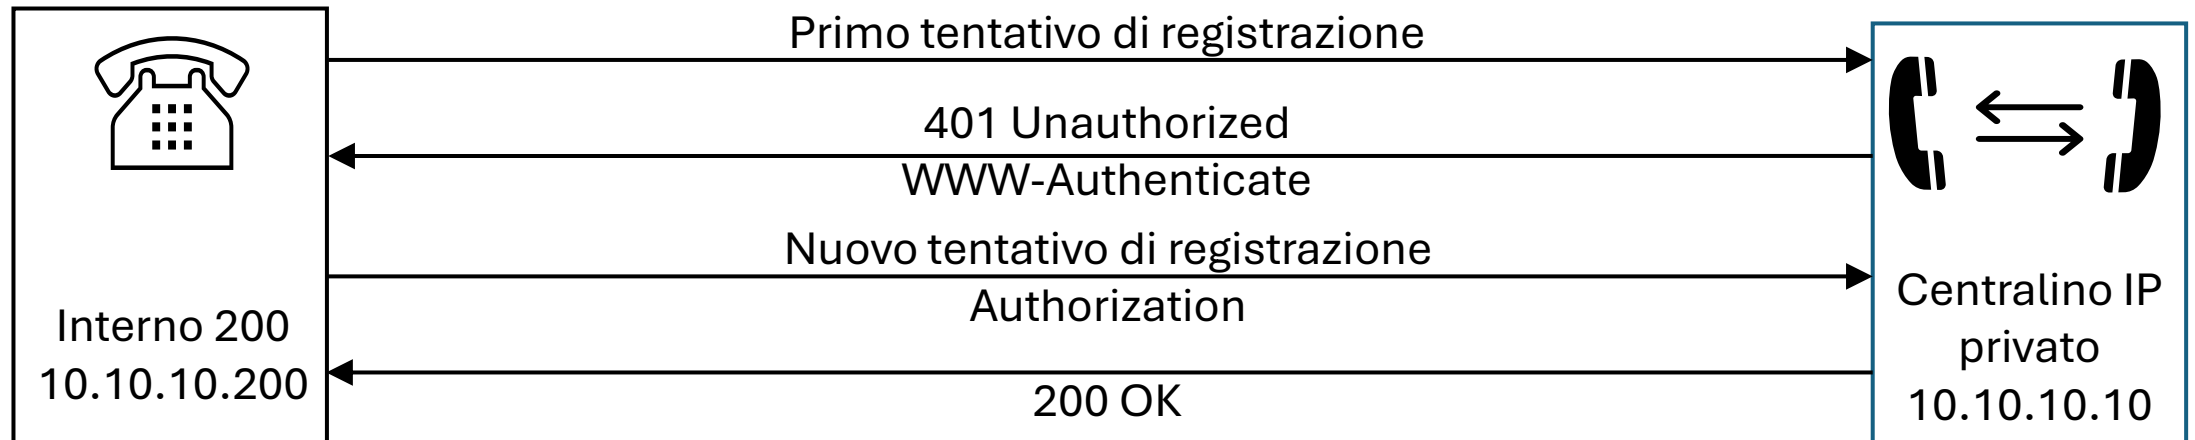 Primo tentativo di registrazione
401 Unauthorized
WWW-Authenticate
Nuovo tentativo di registrazione
Authorization
200 OK
Interno 200
10.10.10.200
Centralino IP
privato
10.10.10.10